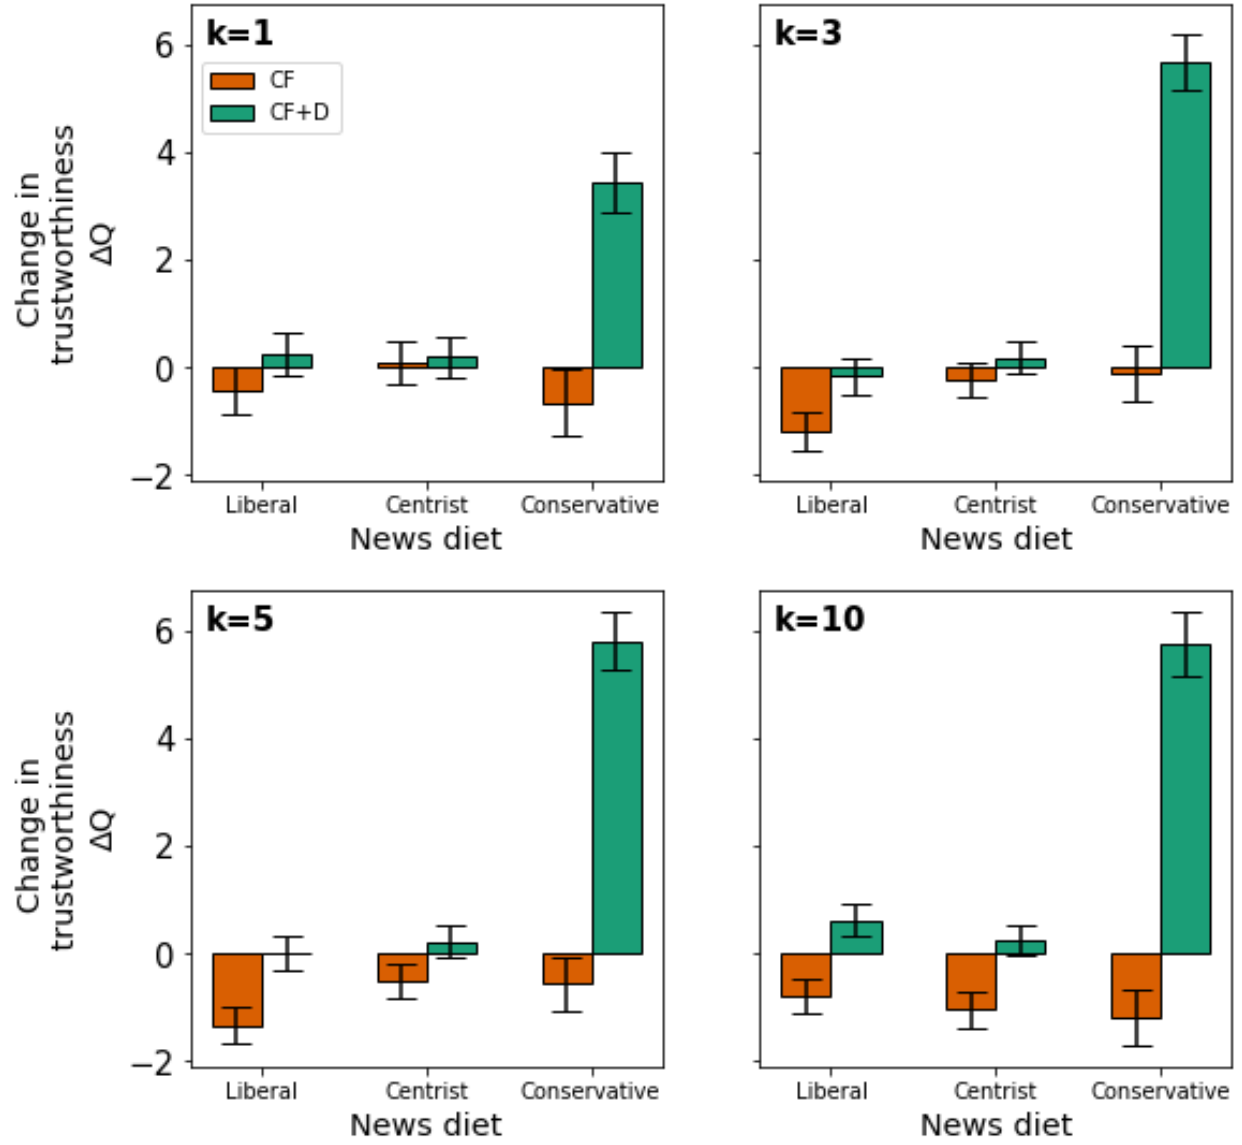 k=1
CF
CF+D
6
4
2
0
−2
Change in
trustworthiness
ΔQ
Liberal Centrist Conservative
News diet
k=3
Liberal Centrist Conservative
News diet
k=5
6
4
2
0
−2
Change in
trustworthiness
ΔQ
Liberal Centrist Conservative
News diet
k=10
Liberal Centrist Conservative
News diet